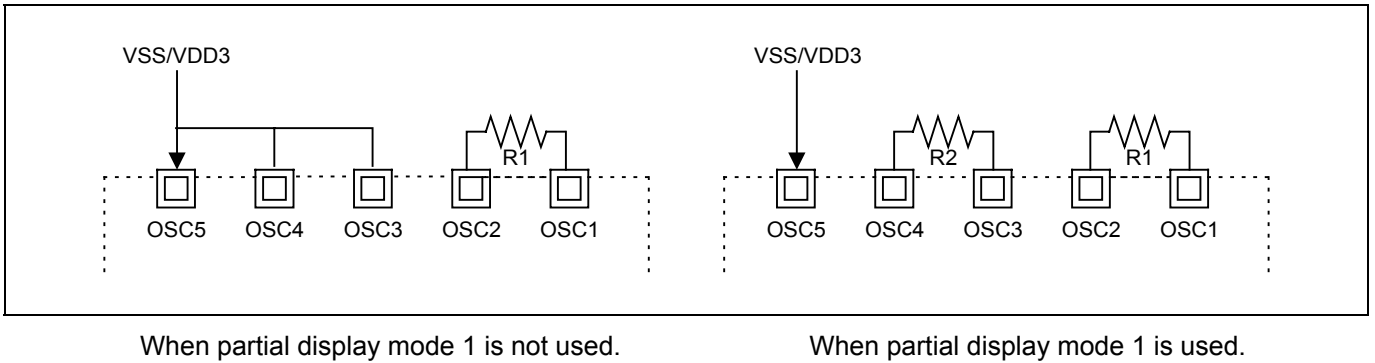 VSS/VDD3 VSS/VDD3
R1 R2 R1
OSC5 OSC4 OSC3 OSC2 OSC1 OSC5 OSC4 OSC3 OSC2 OSC1
When partial display mode 1 is not used. When partial display mode 1 is used.